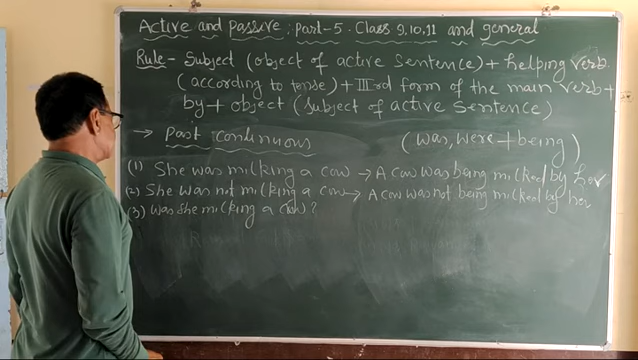 Active and passive: Part-5. Class 9,10,11 and general
Rule- Subject (object of active sentence) + helping verb
(according to tense) + IIIrd form of the main verb +
by + object (subject of active sentence)
→ Past continuous (was, were + being)
(1) She was milking a cow → A cow was being milked by her
(2) She was not milking a cow → A cow was not being milked by her
(3) Was she milking a cow?